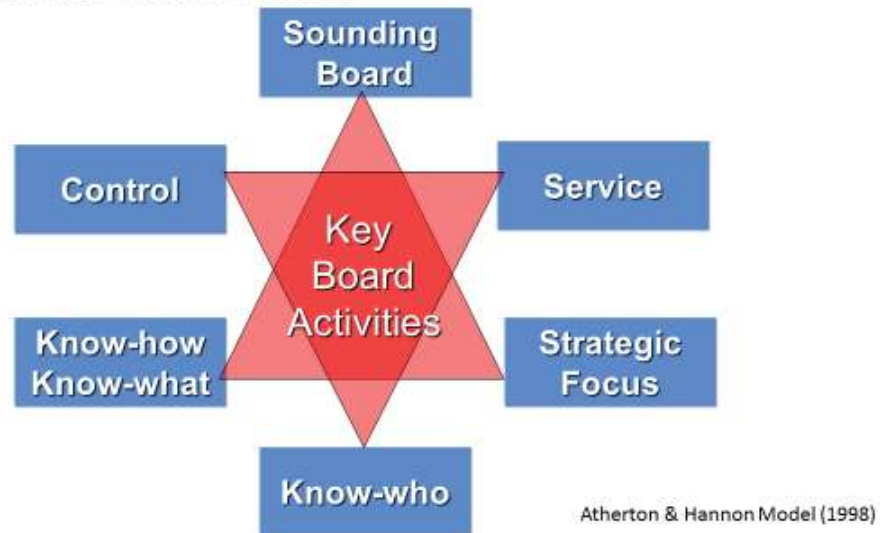 Sounding
Board
Control
Service
Key
Board
Activities
Know-how
Know-what
Strategic
Focus
Know-who
Atherton & Hannon Model (1998)